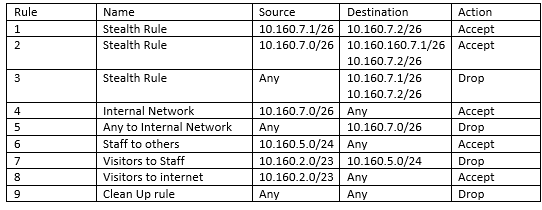 Rule Name Source Destination Action
1 Stealth Rule 10.160.7.1/26 10.160.7.2/26 Accept
2 Stealth Rule 10.160.7.0/26 10.160.160.7.1/26 Accept
10.160.7.2/26
3 Stealth Rule Any 10.160.7.1/26 Drop
10.160.7.2/26
4 Internal Network 10.160.7.0/26 Any Accept
5 Any to Internal Network Any 10.160.7.0/26 Drop
6 Staff to others 10.160.5.0/24 Any Accept
7 Visitors to Staff 10.160.2.0/23 10.160.5.0/24 Drop
8 Visitors to internet 10.160.2.0/23 Any Accept
9 Clean Up rule Any Any Drop